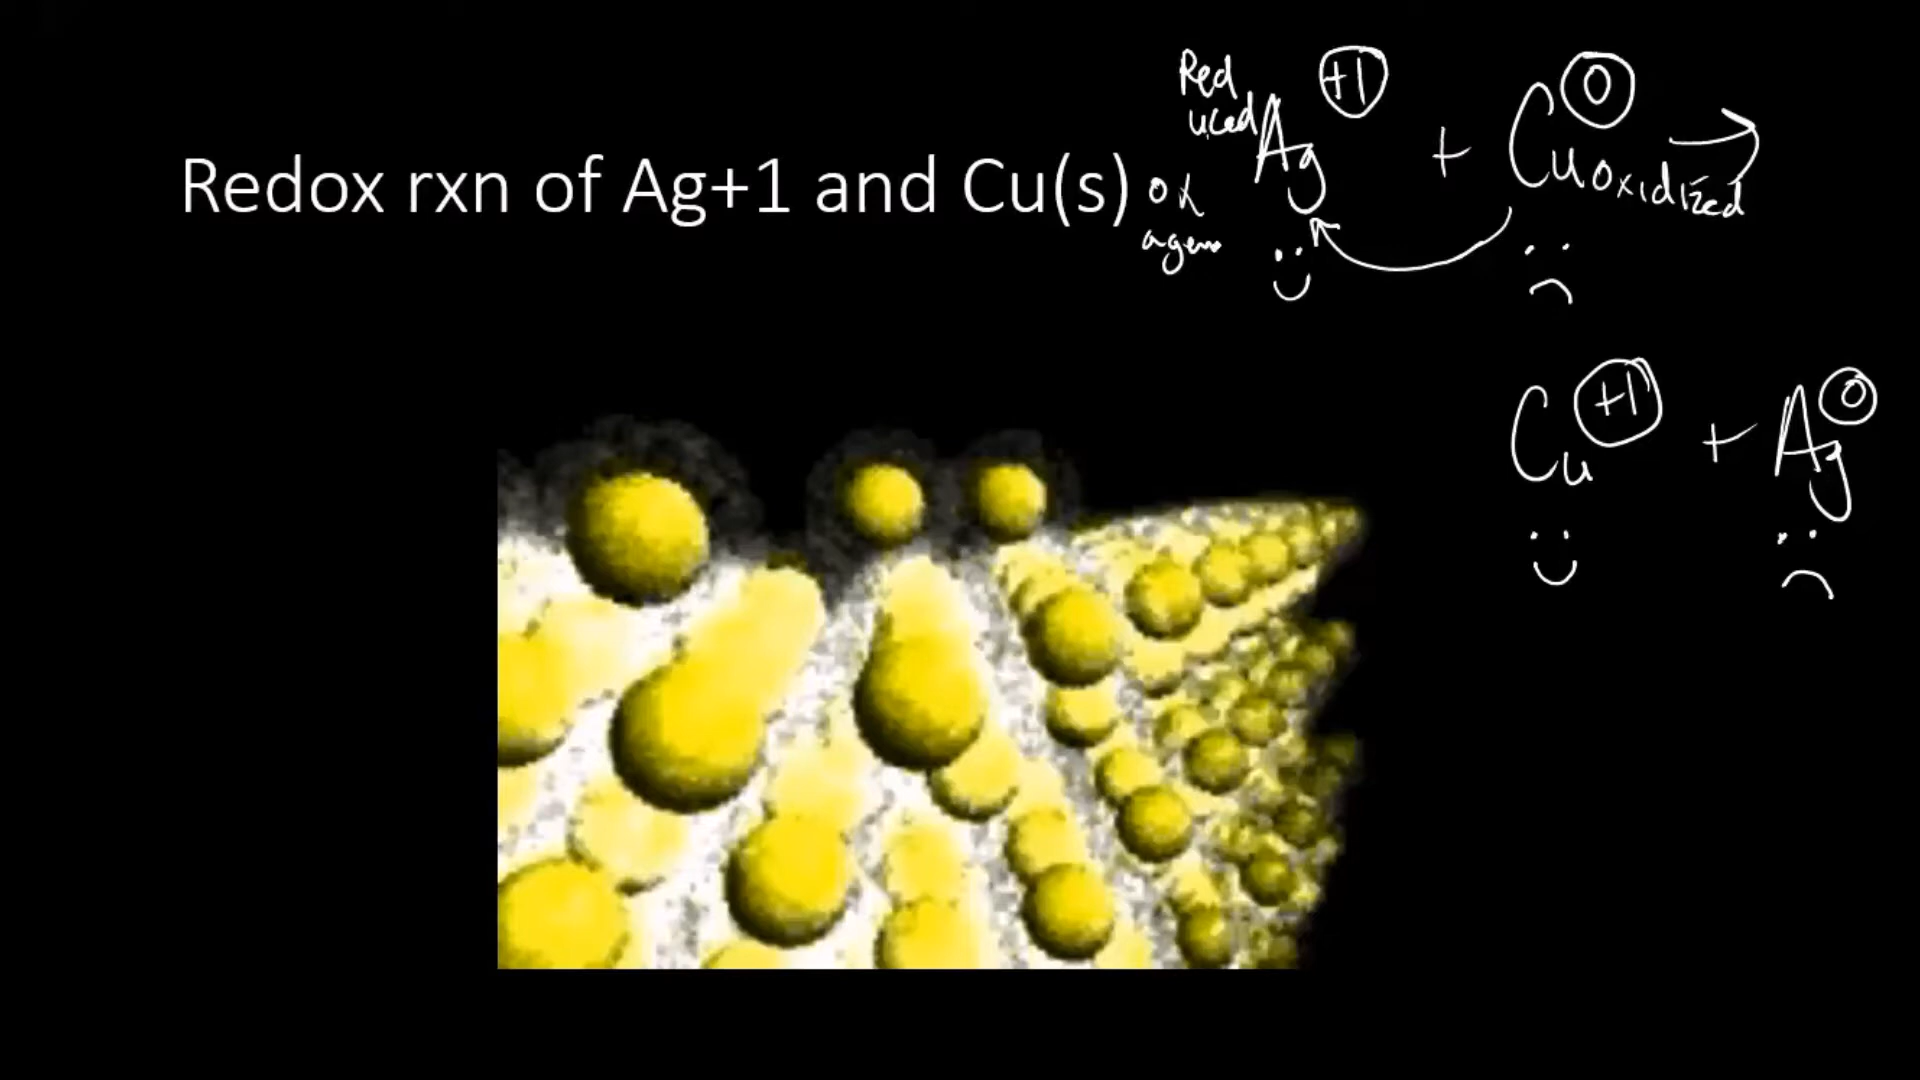 Redox rxn of Ag+1 and Cu(s)
Red
uced
Ag +1 + Cu 0 →
oxidized
ox
agen
Cu +1 + Ag 0